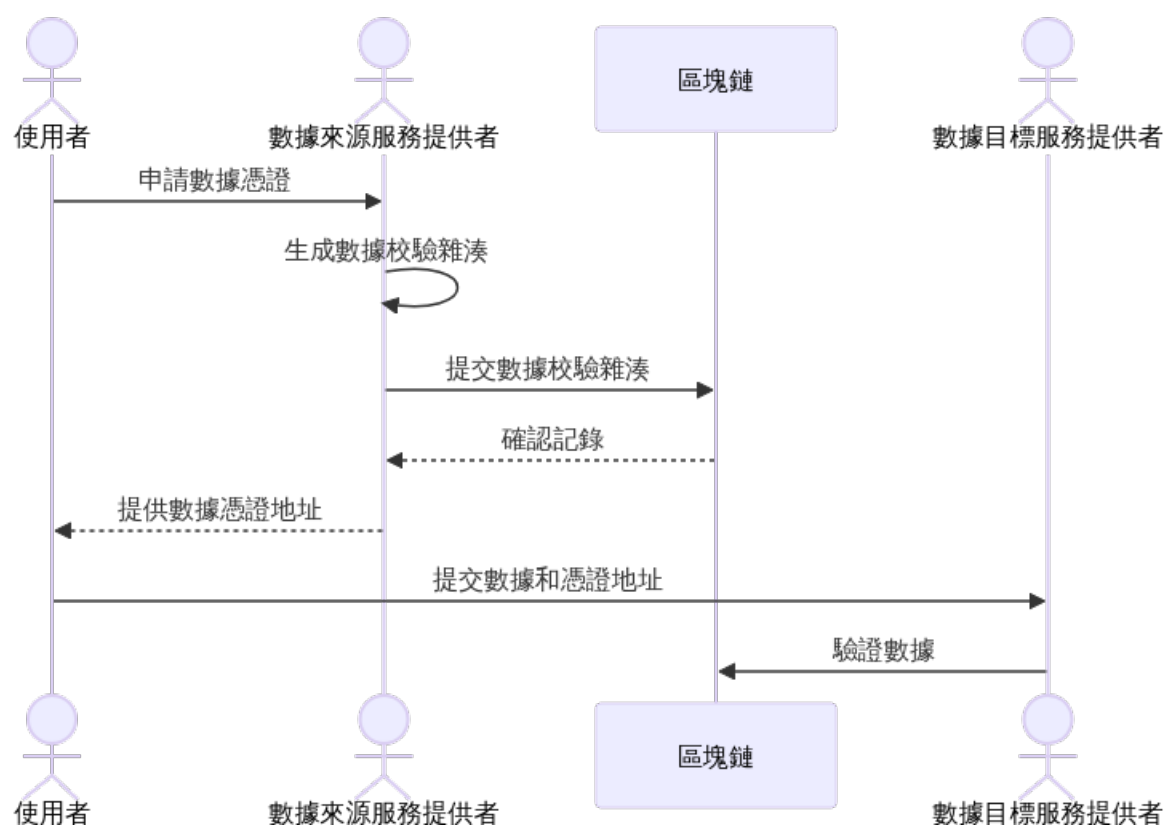 使用者
數據來源服務提供者
區塊鏈
數據目標服務提供者
申請數據憑證
生成數據校驗雜湊
提交數據校驗雜湊
確認記錄
提供數據憑證地址
提交數據和憑證地址
驗證數據
使用者
數據來源服務提供者
區塊鏈
數據目標服務提供者